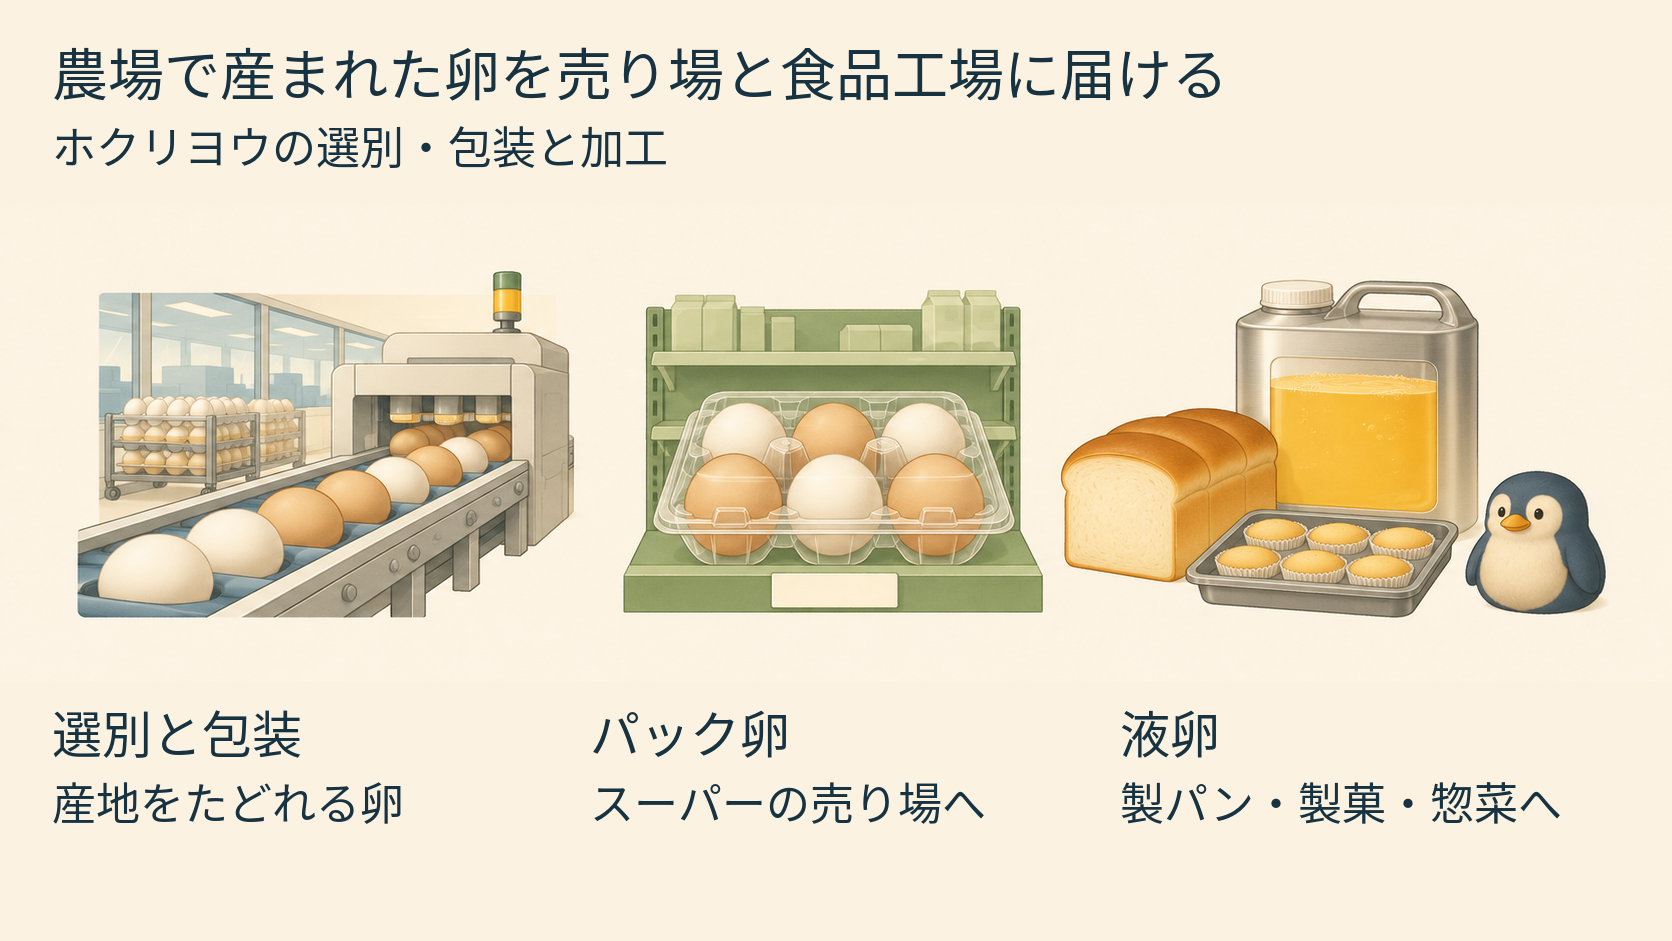 農場で産まれた卵を売り場と食品工場に届ける
ホクリヨウの選別・包装と加工
選別と包装
産地をたどれる卵
パック卵
スーパーの売り場へ
液卵
製パン・製菓・惣菜へ